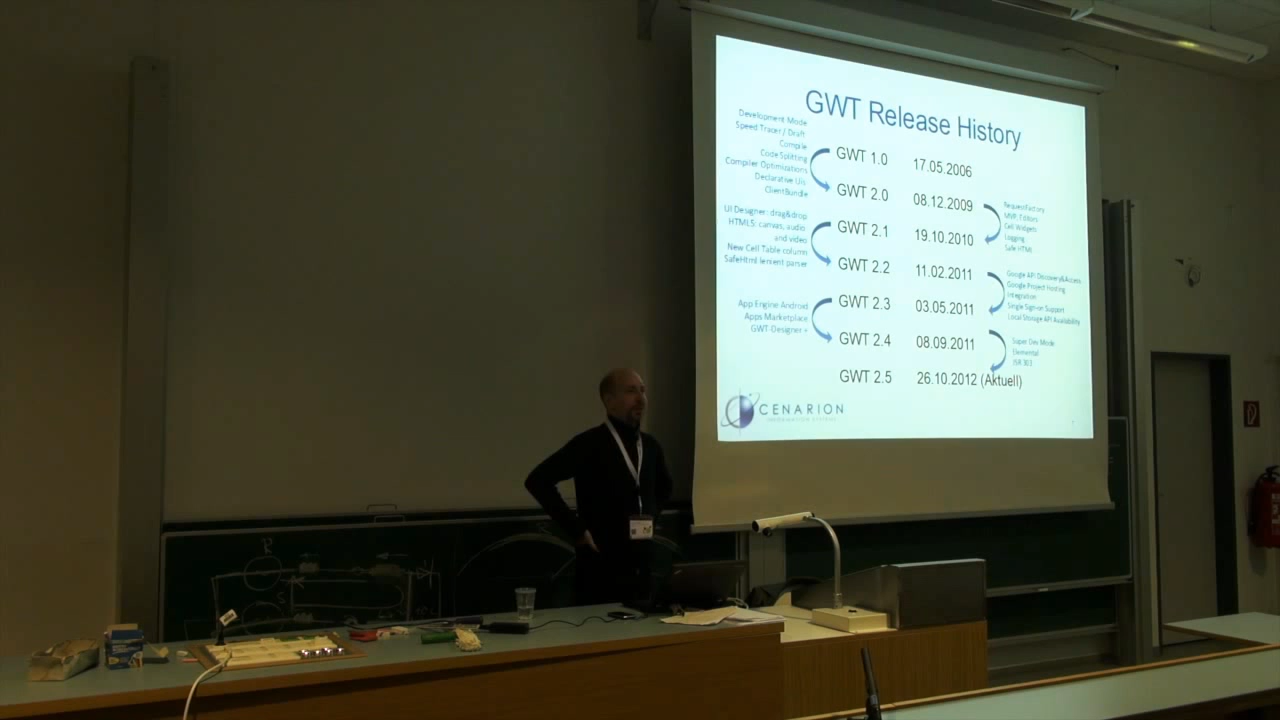 GWT Release History
Development Mode
Speed Tracer / Draft
Compile
Code Splitting
Compiler Optimizations
Declarative UIs
ClientBundle
GWT 1.0 17.05.2006
GWT 2.0 08.12.2009
RequestFactory
MVP, Editors
Cell Widgets
Logging
Safe HTML
UI Designer: drag&drop
HTML5: canvas, audio
and video
New Cell Table column
SafeHtml lenient parser
GWT 2.1 19.10.2010
GWT 2.2 11.02.2011
Google API Discovery&Access
Google Project Hosting
Integration
Single Sign-on Support
Local Storage API Availability
App Engine Android
Apps Marketplace
GWT Designer +
GWT 2.3 03.05.2011
GWT 2.4 08.09.2011
Super Dev Mode
Elemental
JSR 303
GWT 2.5 26.10.2012 (Aktuell)
CENARION
INFORMATION SYSTEMS
R
S